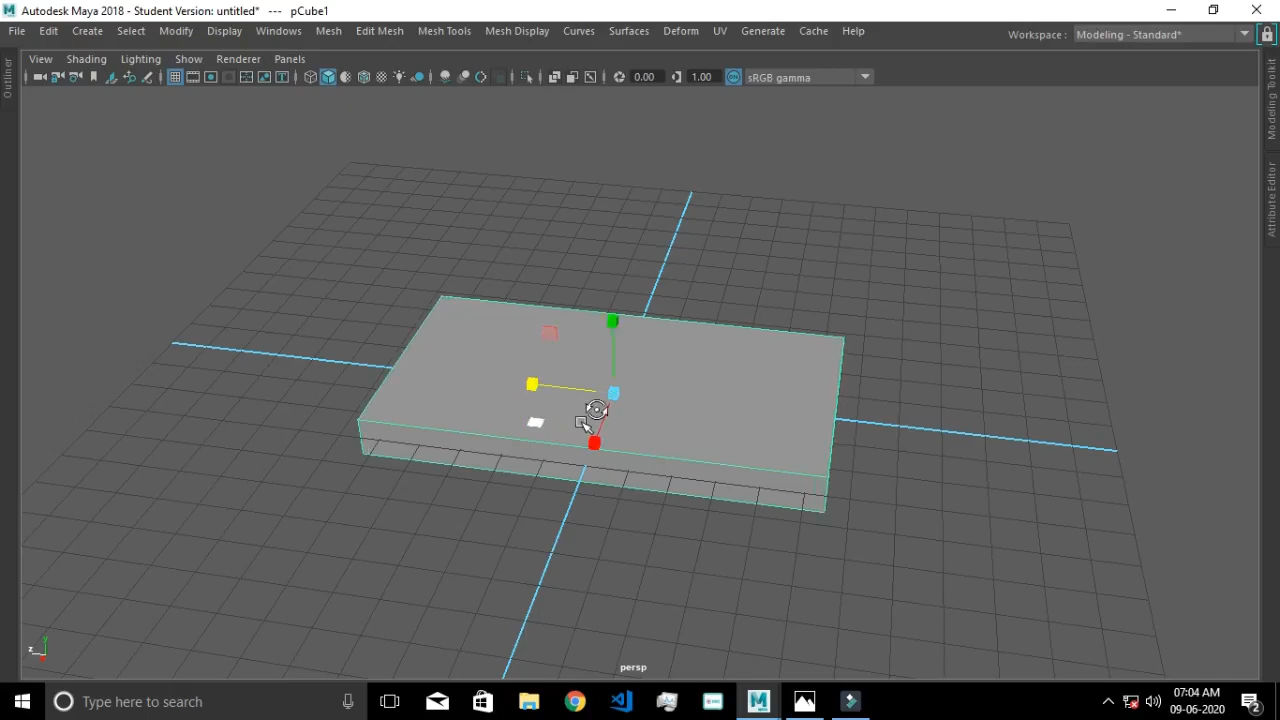 Autodesk Maya 2018 - Student Version: untitled* --- pCube1
File Edit Create Select Modify Display Windows Mesh Edit Mesh Mesh Tools Mesh Display Curves Surfaces Deform UV Generate Cache Help
Workspace : Modeling - Standard*
View Shading Lighting Show Renderer Panels
0.00 1.00 ON sRGB gamma
Outliner
Modeling Toolkit
Attribute Editor
y
z
persp
Type here to search
07:04 AM
09-06-2020
2